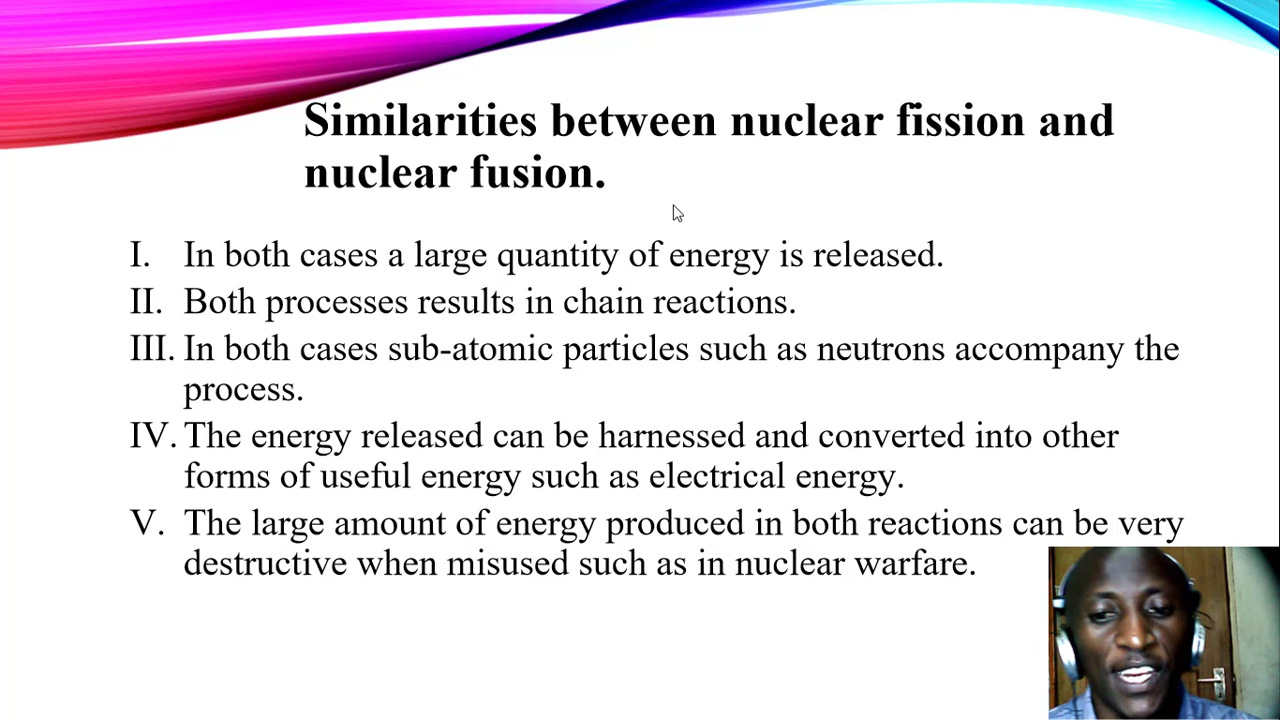 Similarities between nuclear fission and
nuclear fusion.
I. In both cases a large quantity of energy is released.
II. Both processes results in chain reactions.
III. In both cases sub-atomic particles such as neutrons accompany the
process.
IV. The energy released can be harnessed and converted into other
forms of useful energy such as electrical energy.
V. The large amount of energy produced in both reactions can be very
destructive when misused such as in nuclear warfare.